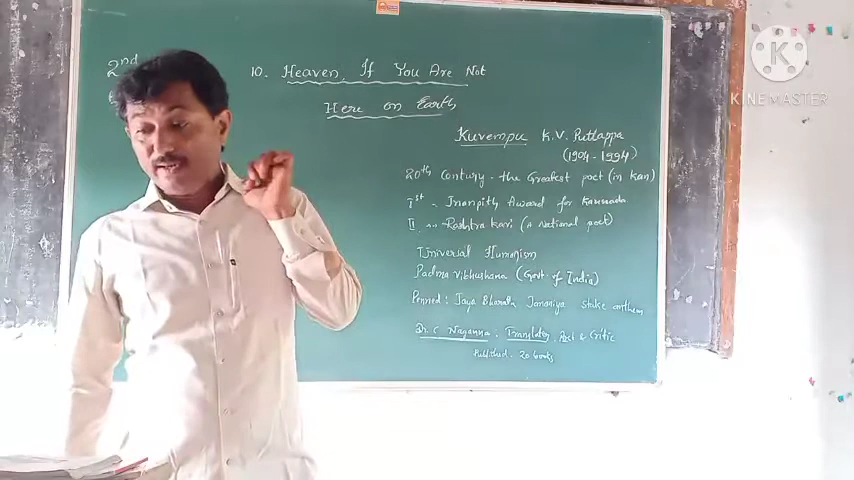 2nd
10. Heaven, If You Are Not
Here on Earth
Kuvempu K.V. Puttappa
(1904-1994)
20th Century - the Greatest poet (in Kan)
Ist - Jnanpith Award for Kannada
II - Rashtra Kavi (A National poet)
Universal Humanism
Padma vibhushana (Govt. of India)
Penned: Jaya Bharata Jananiya state anthem
Dr. C Naganna. Translator, Poet & Critic
Published. 20 books
KINEMASTER